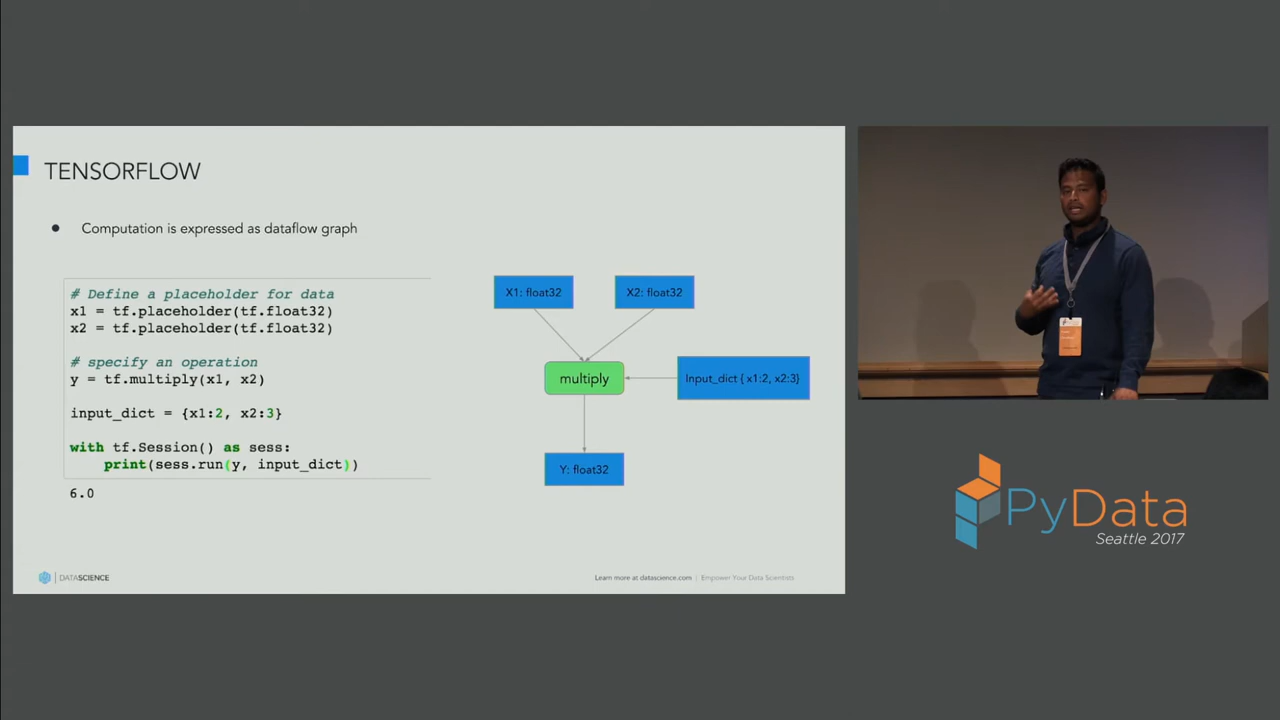 TENSORFLOW
● Computation is expressed as dataflow graph
# Define a placeholder for data
x1 = tf.placeholder(tf.float32)
x2 = tf.placeholder(tf.float32)
# specify an operation
y = tf.multiply(x1, x2)
input_dict = {x1:2, x2:3}
with tf.Session() as sess:
    print(sess.run(y, input_dict))
6.0
X1: float32
X2: float32
multiply
Input_dict { x1:2, x2:3}
Y: float32
DATASCIENCE
Learn more at datascience.com | Empower Your Data Scientists
PyData
Seattle 2017